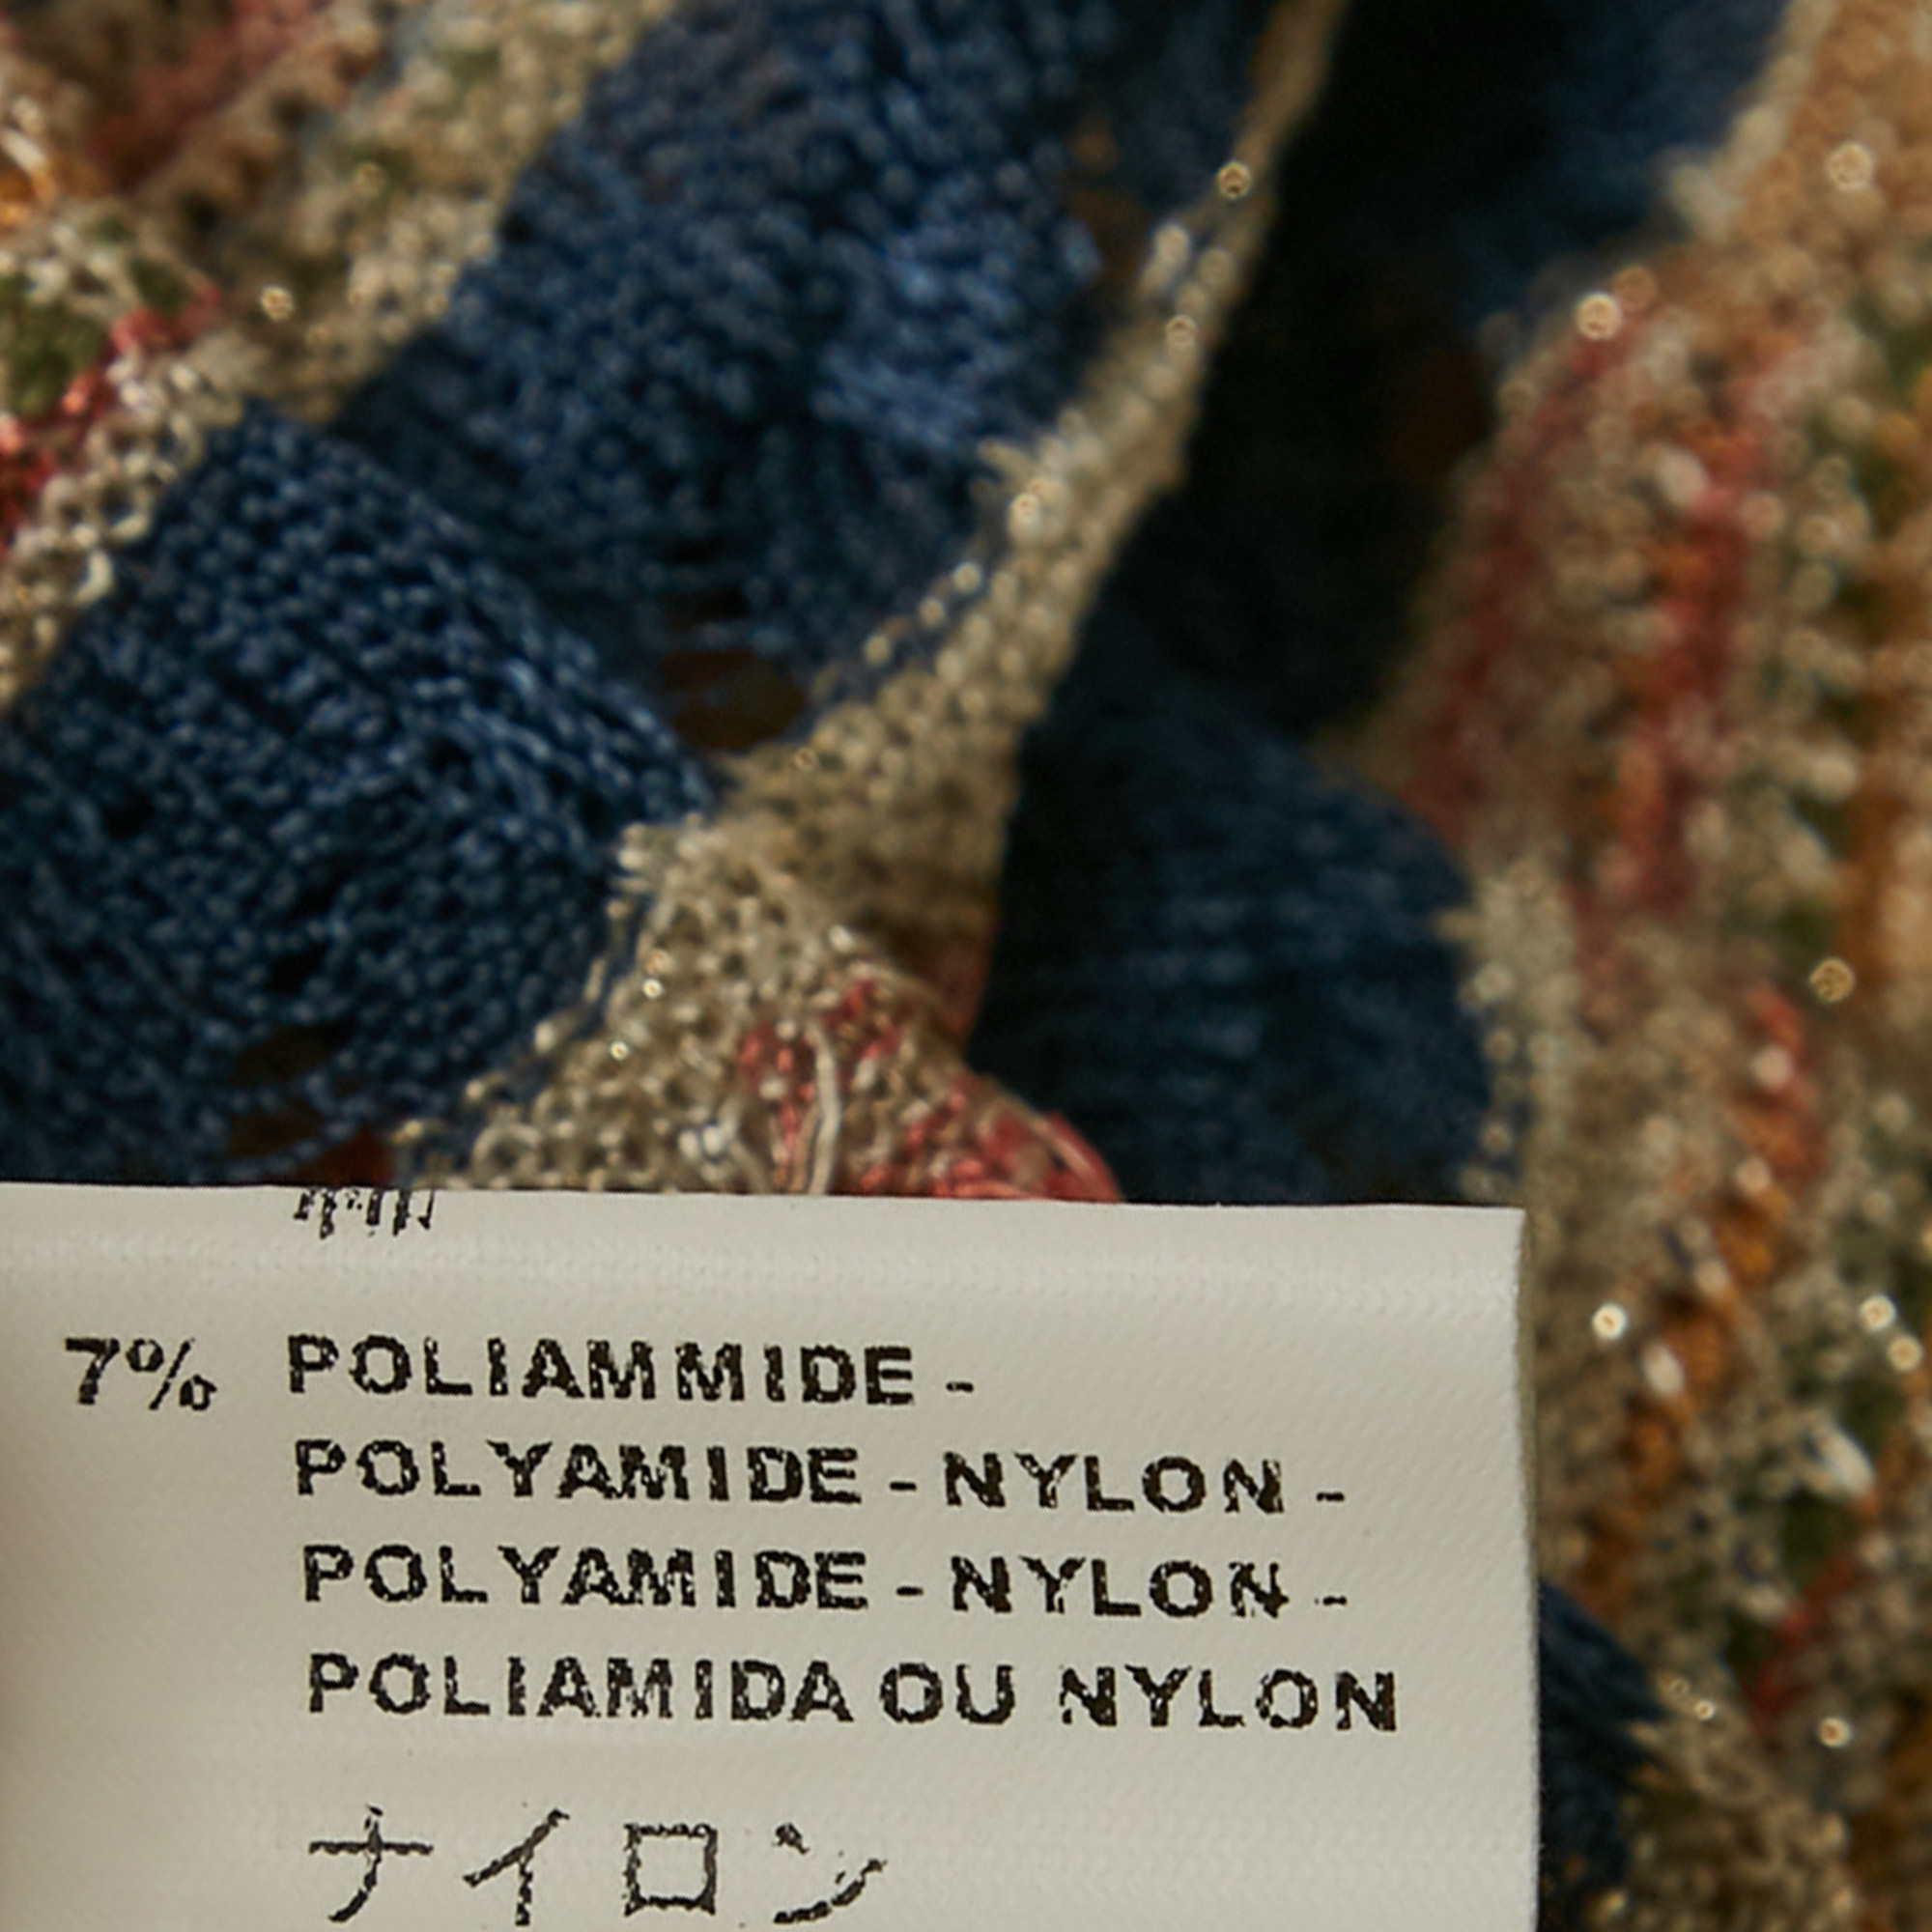 7% POLIAMMIDE -
POLYAMIDE - NYLON -
POLYAMIDE - NYLON -
POLIAMIDA OU NYLON
ナイロン